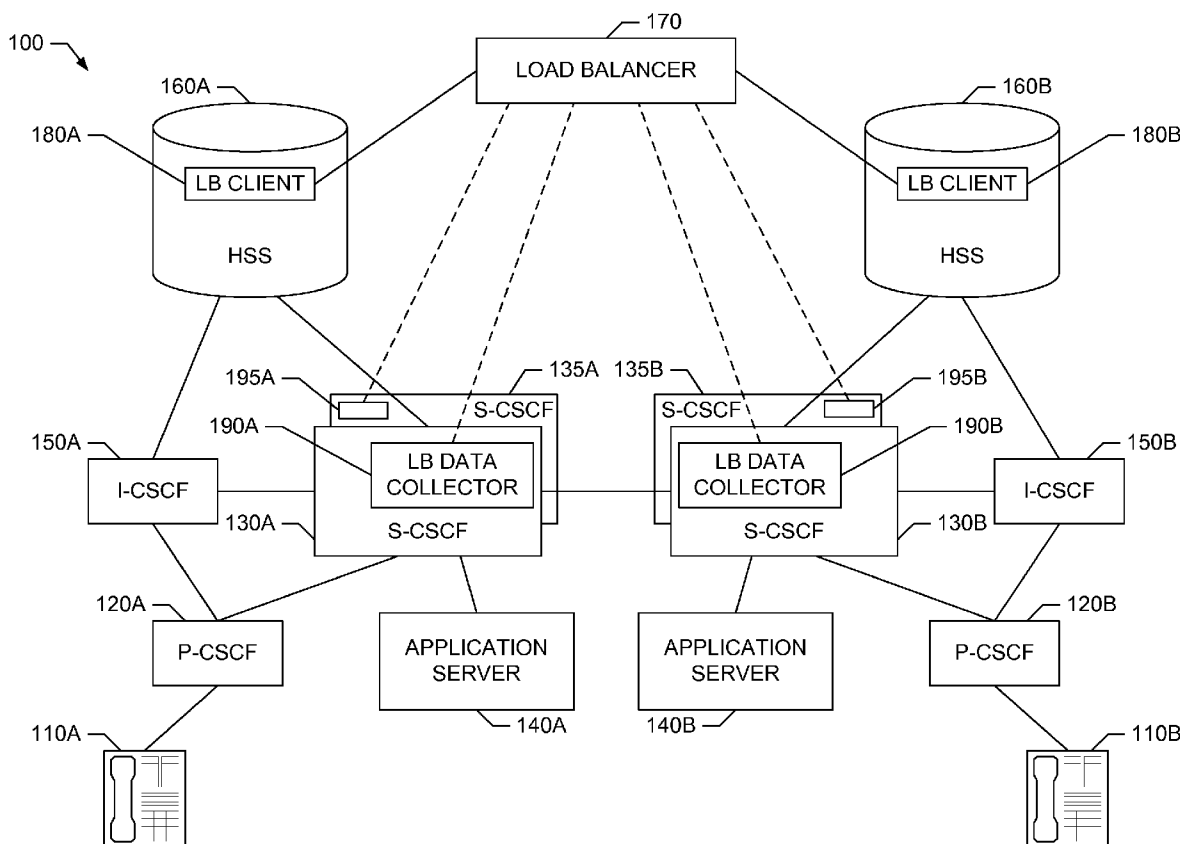 170
100
LOAD BALANCER
160A
160B
180A
180B
LB CLIENT
LB CLIENT
HSS
HSS
135A
135B
195A
195B
S-CSCF
S-CSCF
190A
190B
150A
150B
LB DATA
COLLECTOR
LB DATA
COLLECTOR
I-CSCF
I-CSCF
130A
130B
S-CSCF
S-CSCF
120A
120B
P-CSCF
APPLICATION
SERVER
APPLICATION
SERVER
P-CSCF
140A
140B
110A
110B